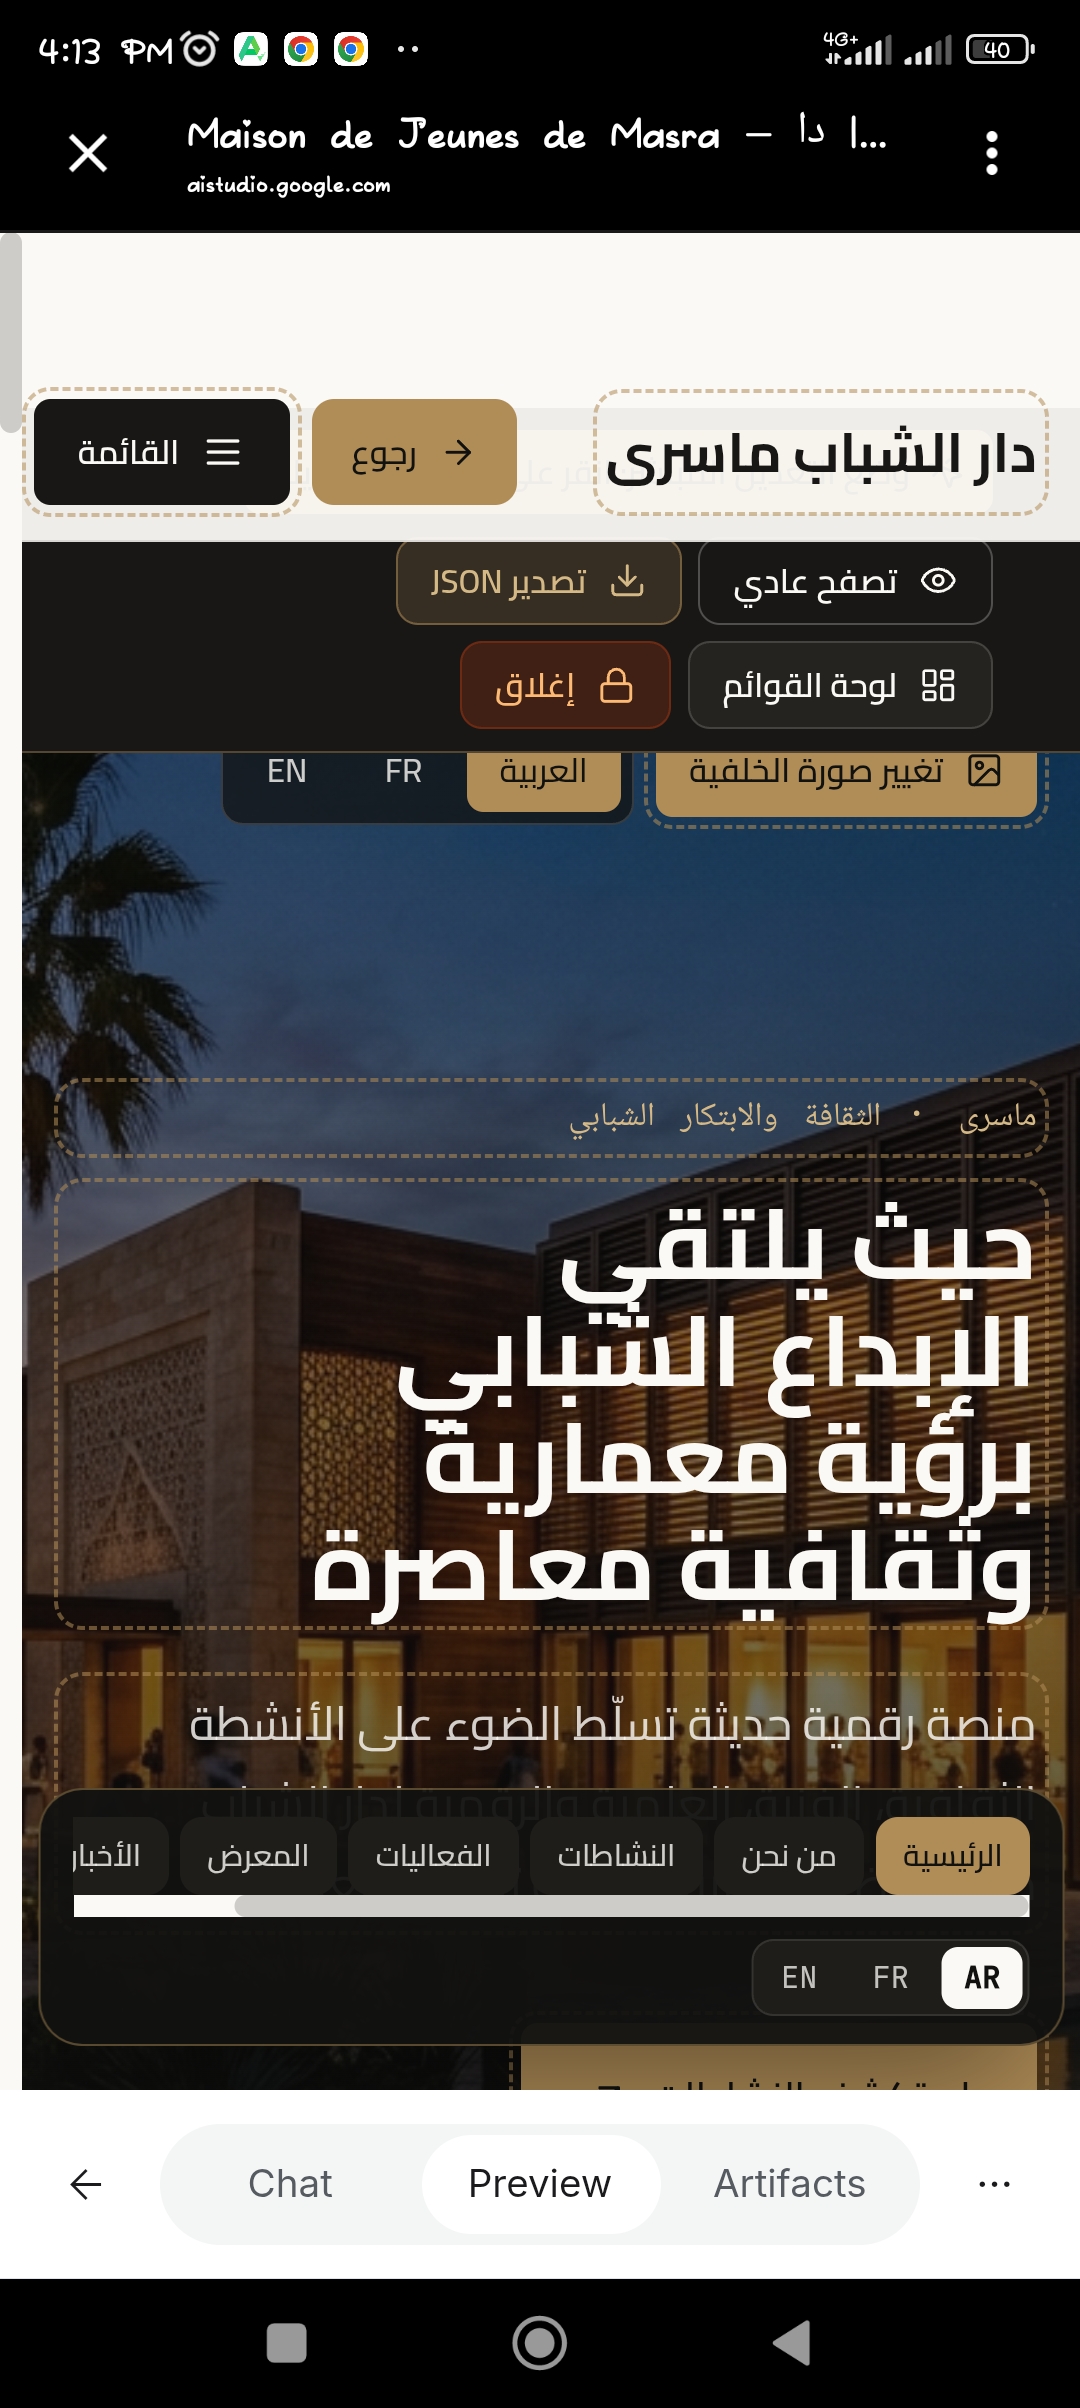 4:13 PM
4G+
40
Maison de Jeunes de Masra – دا ا...
aistudio.google.com
دار الشباب ماسرى
رجوع
القائمة
تصفح عادي
تصدير JSON
لوحة القوائم
إغلاق
تغيير صورة الخلفية
العربية FR EN
ماسرى • الثقافة والابتكار الشبابي
حيث يلتقي
الإبداع الشبابي
برؤية معمارية
وثقافية معاصرة
منصة رقمية حديثة تسلّط الضوء على الأنشطة
الرئيسية من نحن النشاطات الفعاليات المعرض الأخبار
AR FR EN
Chat Preview Artifacts